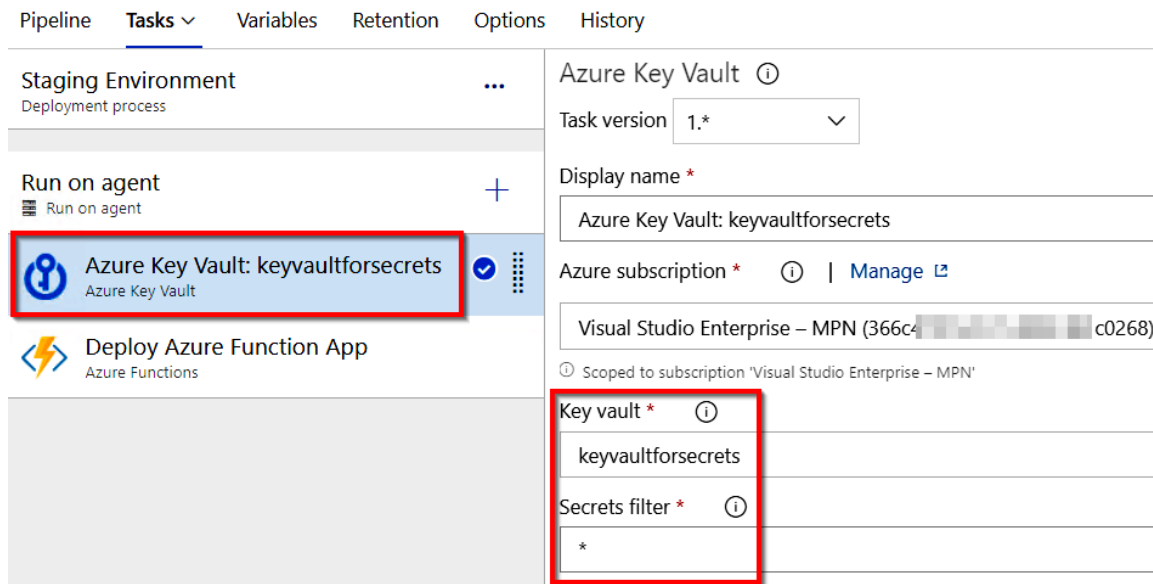 Pipeline Tasks Variables Retention Options History
Staging Environment
Deployment process
Run on agent
Run on agent
Azure Key Vault: keyvaultforsecrets
Azure Key Vault
Deploy Azure Function App
Azure Functions
Azure Key Vault
Task version 1.*
Display name *
Azure Key Vault: keyvaultforsecrets
Azure subscription * | Manage
Visual Studio Enterprise – MPN (366c c0268)
Scoped to subscription 'Visual Studio Enterprise – MPN'
Key vault *
keyvaultforsecrets
Secrets filter *
*